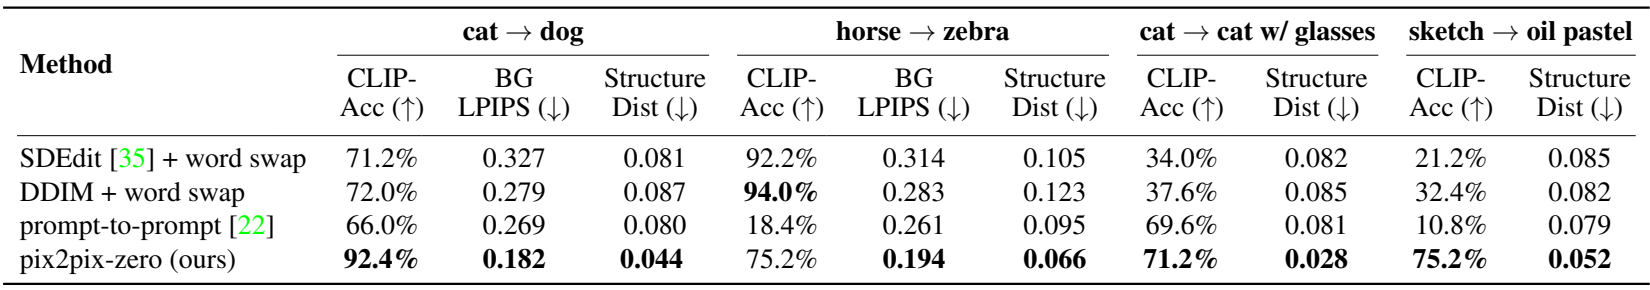 cat → dog horse → zebra cat → cat w/ glasses sketch → oil pastel
Method
CLIP- BG Structure CLIP- BG Structure CLIP- Structure CLIP- Structure
Acc (↑) LPIPS (↓) Dist (↓) Acc (↑) LPIPS (↓) Dist (↓) Acc (↑) Dist (↓) Acc (↑) Dist (↓)
SDEdit [35] + word swap 71.2% 0.327 0.081 92.2% 0.314 0.105 34.0% 0.082 21.2% 0.085
DDIM + word swap 72.0% 0.279 0.087 94.0% 0.283 0.123 37.6% 0.085 32.4% 0.082
prompt-to-prompt [22] 66.0% 0.269 0.080 18.4% 0.261 0.095 69.6% 0.081 10.8% 0.079
pix2pix-zero (ours) 92.4% 0.182 0.044 75.2% 0.194 0.066 71.2% 0.028 75.2% 0.052